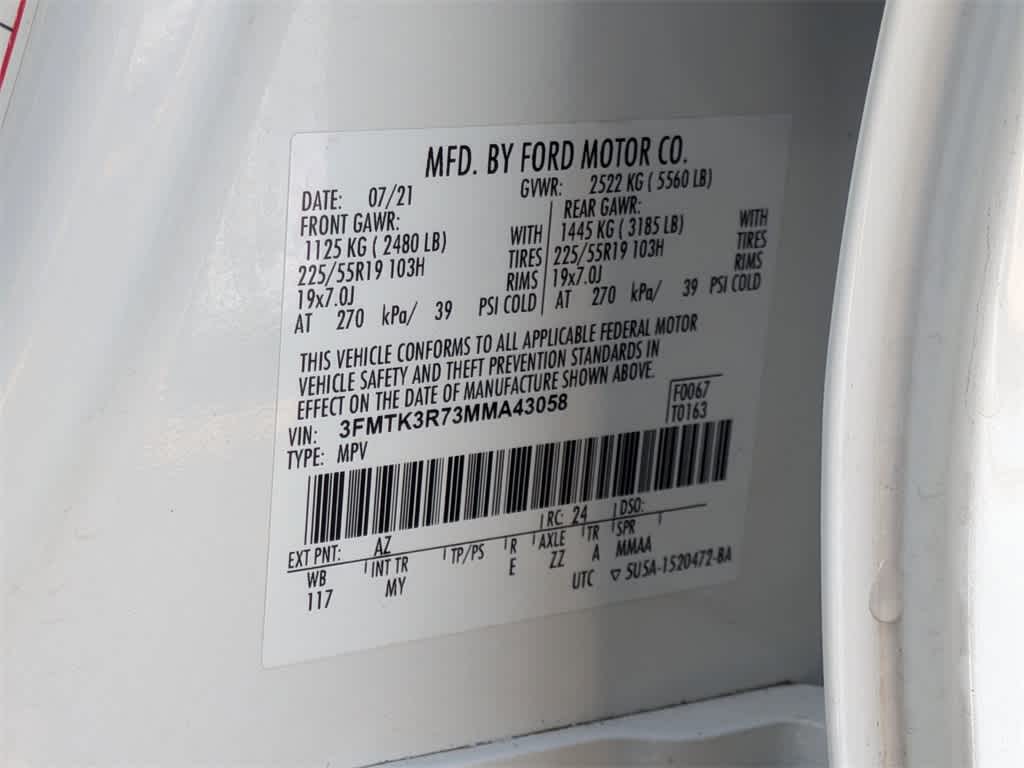 MFD. BY FORD MOTOR CO.
DATE: 07/21 GVWR: 2522 KG ( 5560 LB)
FRONT GAWR: REAR GAWR:
1125 KG ( 2480 LB) WITH 1445 KG ( 3185 LB) WITH
225/55R19 103H TIRES 225/55R19 103H TIRES
19x7.0J RIMS 19x7.0J RIMS
AT 270 kPa/ 39 PSI COLD AT 270 kPa/ 39 PSI COLD
THIS VEHICLE CONFORMS TO ALL APPLICABLE FEDERAL MOTOR
VEHICLE SAFETY AND THEFT PREVENTION STANDARDS IN
EFFECT ON THE DATE OF MANUFACTURE SHOWN ABOVE.
VIN: 3FMTK3R73MMA43058 F0067
TYPE: MPV T0163
EXT PNT: AZ RC: 24 DSO:
WB INT TR TP/PS R AXLE TR SPR
117 MY E ZZ A MMAA
UTC ▽ SU5A-1520472-BA